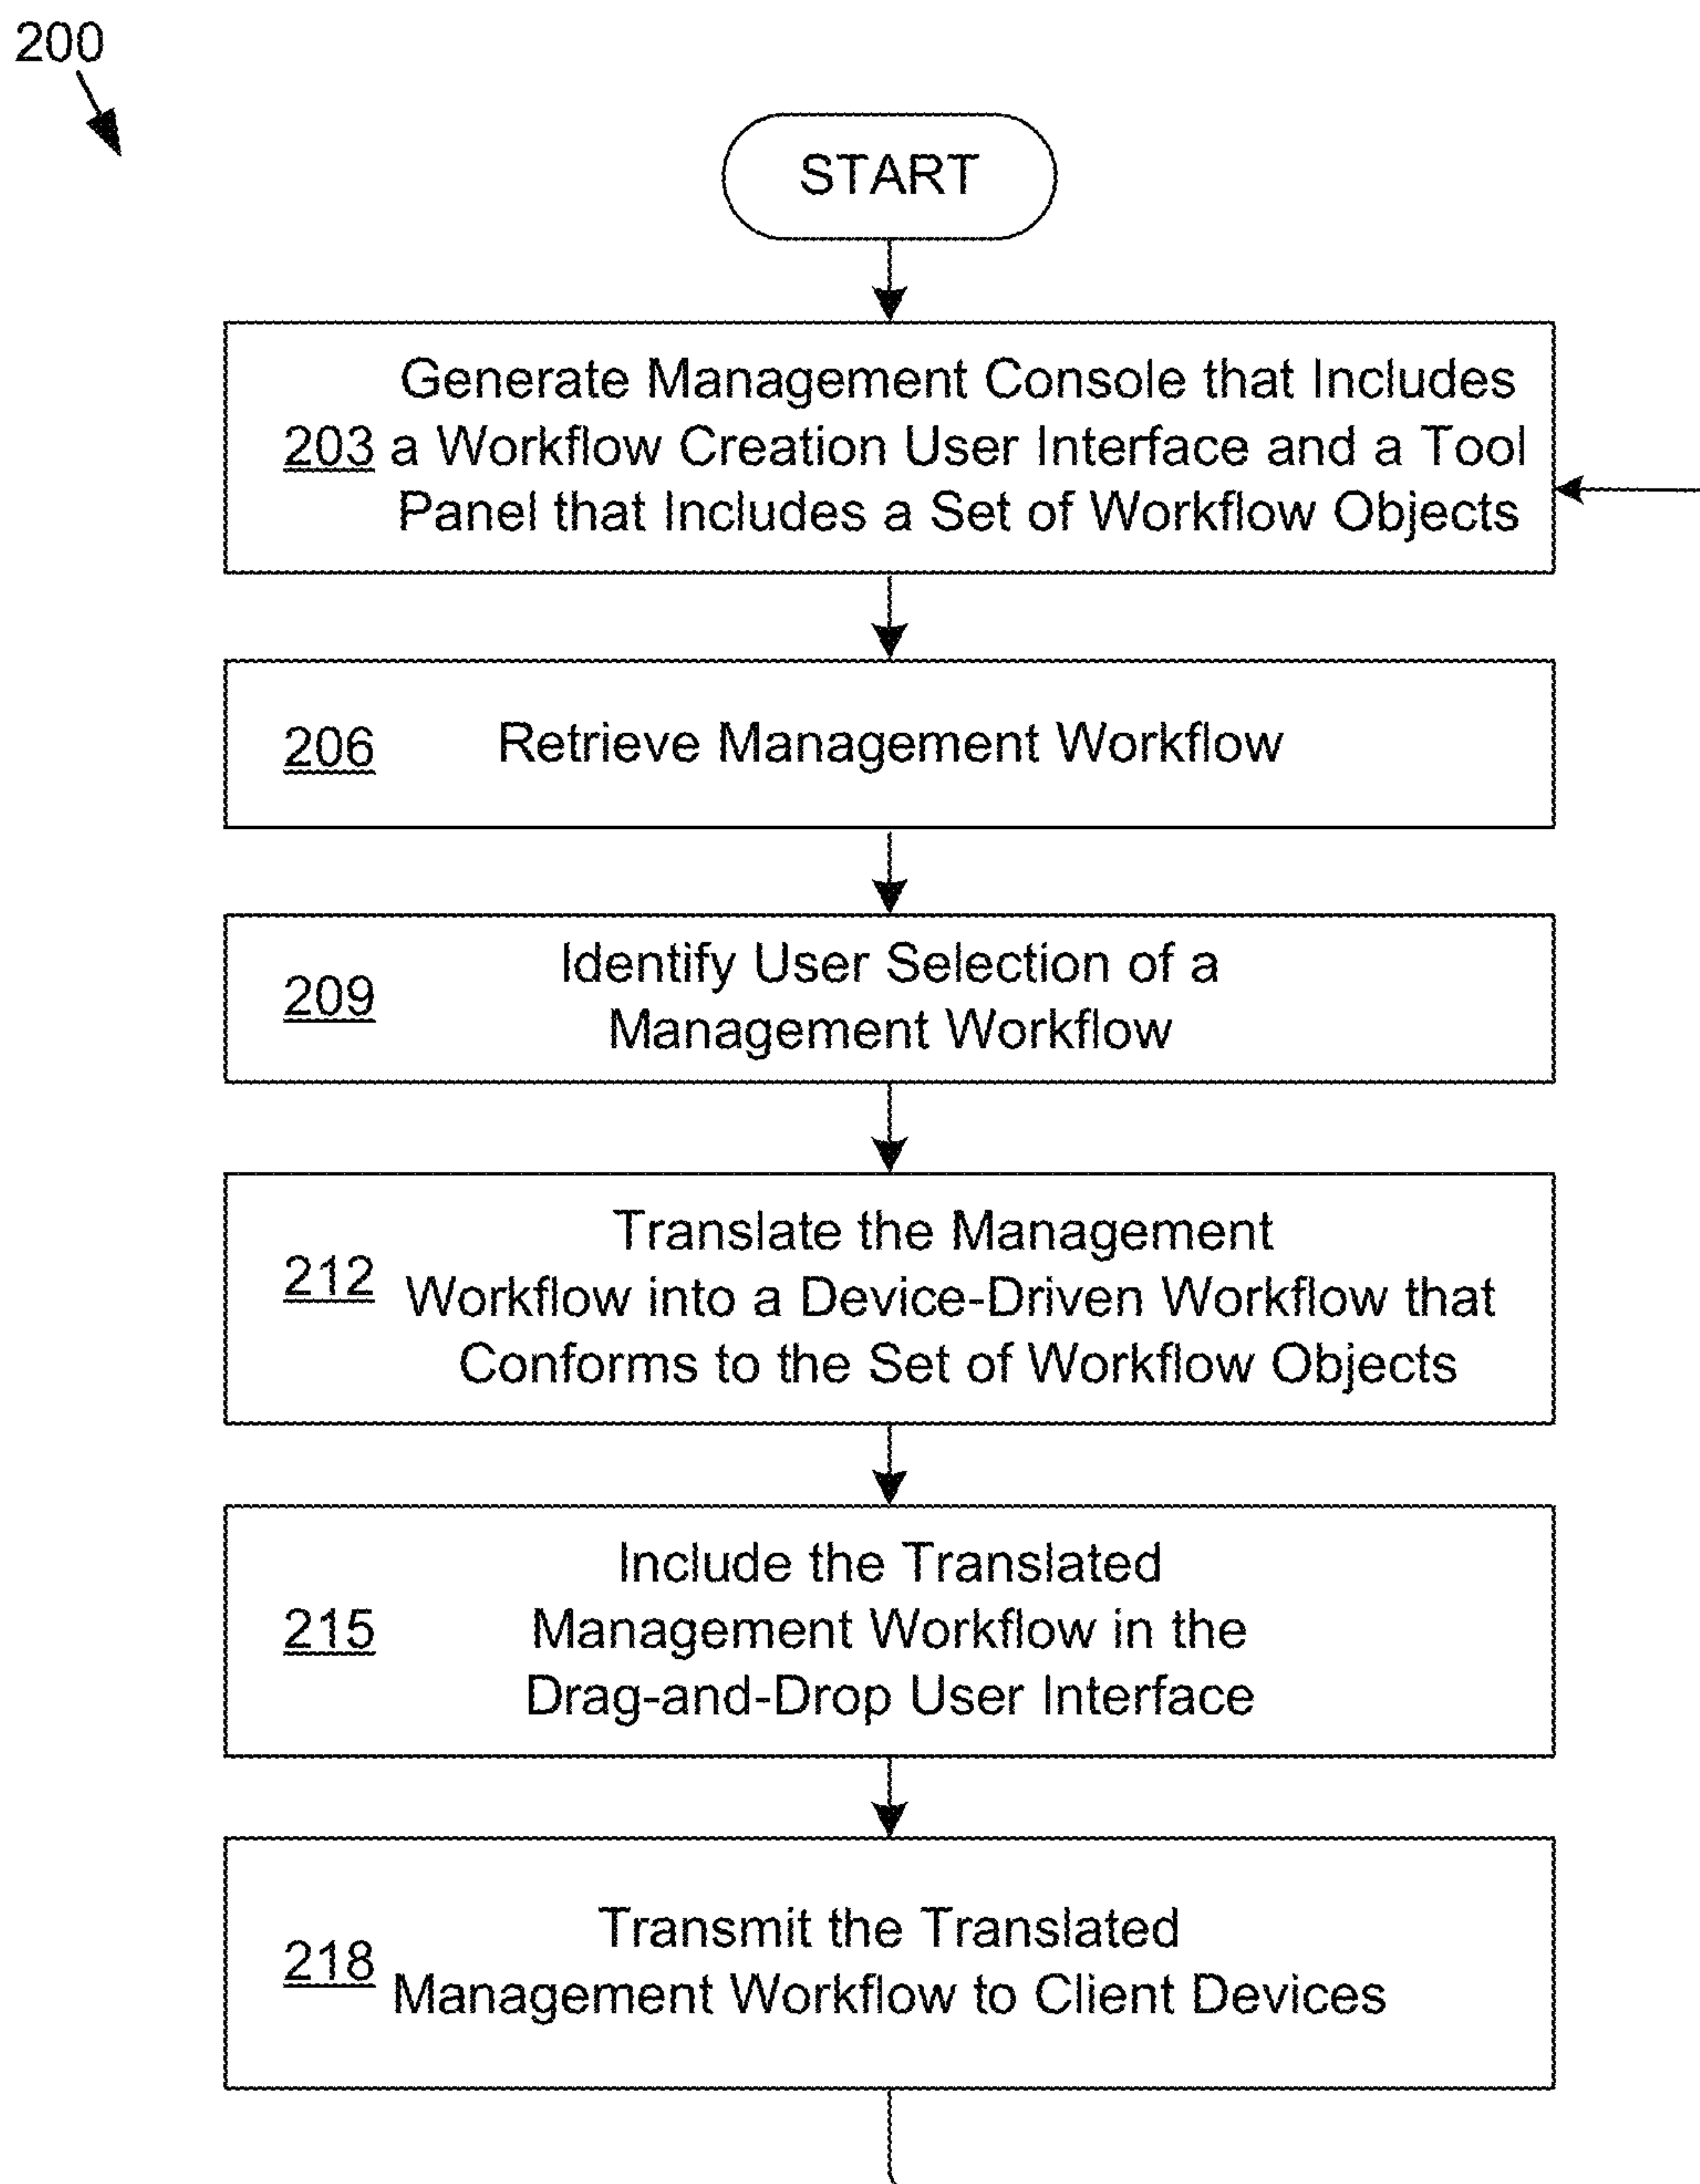 200
START
Generate Management Console that Includes
203 a Workflow Creation User Interface and a Tool
Panel that Includes a Set of Workflow Objects
206 Retrieve Management Workflow
Identify User Selection of a
209
Management Workflow
Translate the Management
212 Workflow into a Device-Driven Workflow that
Conforms to the Set of Workflow Objects
Include the Translated
215 Management Workflow in the
Drag-and-Drop User Interface
Transmit the Translated
218 Management Workflow to Client Devices